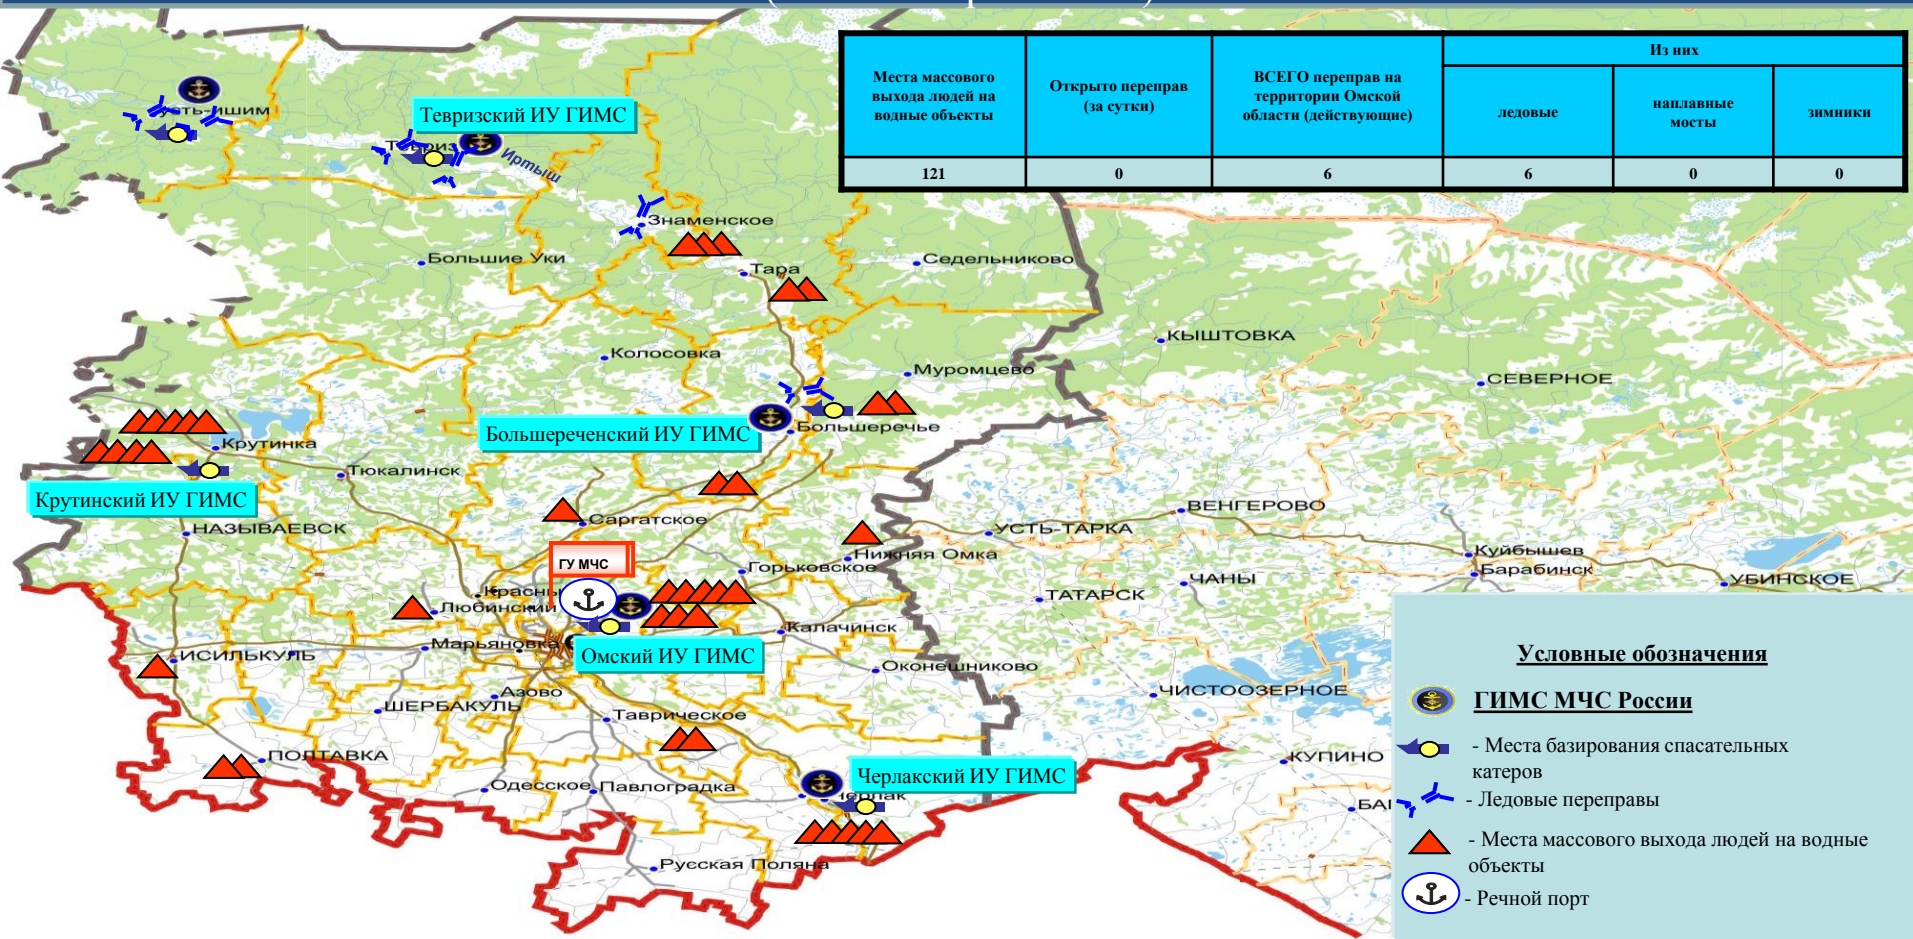 Места массового
выхода людей на
водные объекты
Открыто переправ
(за сутки)
ВСЕГО переправ на
территории Омской
области (действующие)
Из них
ледовые
наплавные
мосты
зимники
121
0
6
6
0
0
Тевризский ИУ ГИМС
Иртыш
Знаменское
Большие Уки
Тара
Седельниково
КЫШТОВКА
Колосовка
Муромцево
СЕВЕРНОЕ
Большереченский ИУ ГИМС
Большеречье
Крутинка
Тюкалинск
Крутинский ИУ ГИМС
НАЗЫВАЕВСК
Саргатское
ВЕНГЕРОВО
УСТЬ-ТАРКА
Нижняя Омка
Куйбышев
ГУ МЧС
Горьковское
Барабинск
ЧАНЫ
УБИНСКОЕ
Красны
ТАТАРСК
Любинский
Калачинск
Марьяновка
ИСИЛЬКУЛЬ
Омский ИУ ГИМС
Оконешниково
Азово
ЧИСТООЗЕРНОЕ
ШЕРБАКУЛЬ
Таврическое
ПОЛТАВКА
КУПИНО
Черлакский ИУ ГИМС
Одесское
Павлоградка
Русская Поляна
Условные обозначения
ГИМС МЧС России
- Места базирования спасательных
катеров
- Ледовые переправы
- Места массового выхода людей на водные
объекты
- Речной порт